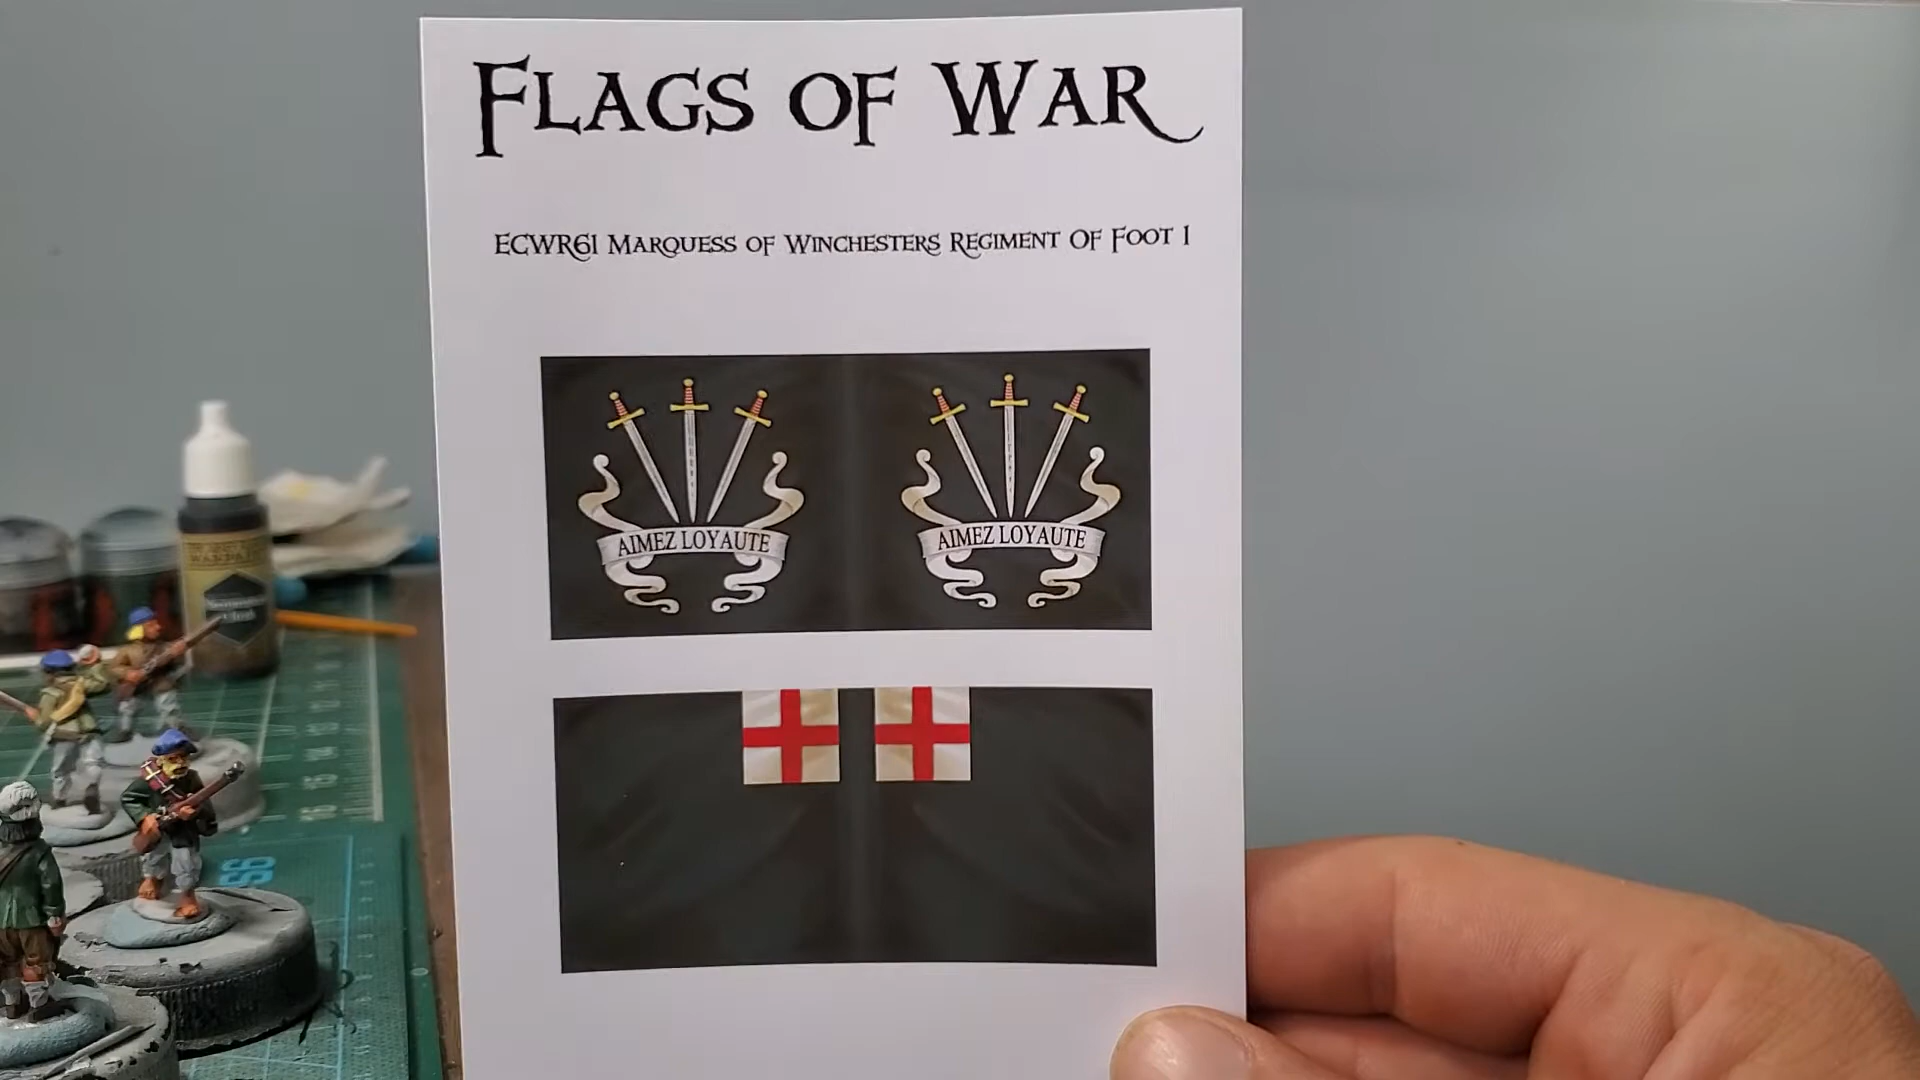 FLAGS OF WAR
ECWR61 MARQUESS OF WINCHESTERS REGIMENT OF FOOT 1
AIMEZ LOYAUTE AIMEZ LOYAUTE